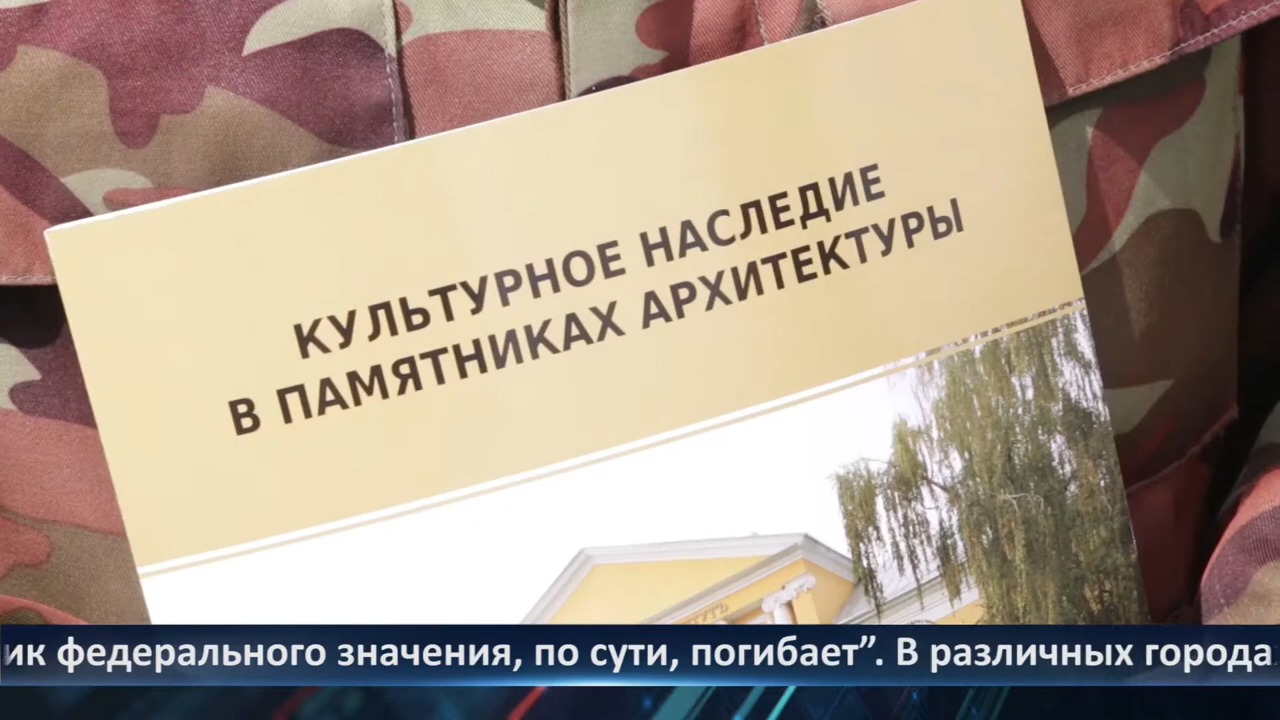 КУЛЬТУРНОЕ НАСЛЕДИЕ
В ПАМЯТНИКАХ АРХИТЕКТУРЫ
ик федерального значения, по сути, погибает”. В различных города